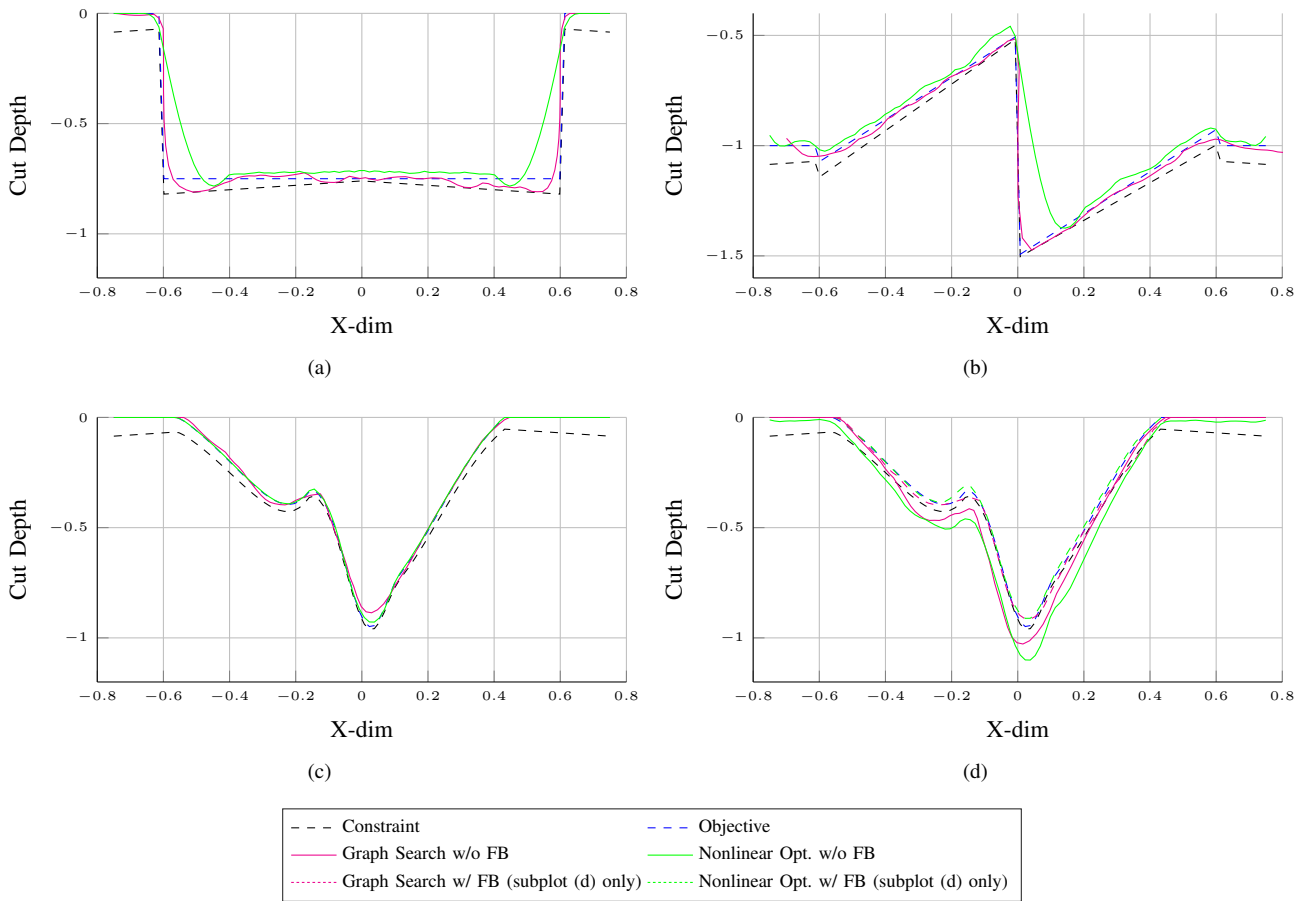 0
−0.5
−1
−0.8
−0.6
−0.4
−0.2
0
0.2
0.4
0.6
0.8
Cut Depth
X-dim
(a)
−0.5
−1
−1.5
−0.8
−0.6
−0.4
−0.2
0
0.2
0.4
0.6
0.8
Cut Depth
X-dim
(b)
0
−0.5
−1
−0.8
−0.6
−0.4
−0.2
0
0.2
0.4
0.6
0.8
Cut Depth
X-dim
(c)
0
−0.5
−1
−0.8
−0.6
−0.4
−0.2
0
0.2
0.4
0.6
0.8
Cut Depth
X-dim
(d)
Constraint
Objective
Graph Search w/o FB
Nonlinear Opt. w/o FB
Graph Search w/ FB (subplot (d) only)
Nonlinear Opt. w/ FB (subplot (d) only)